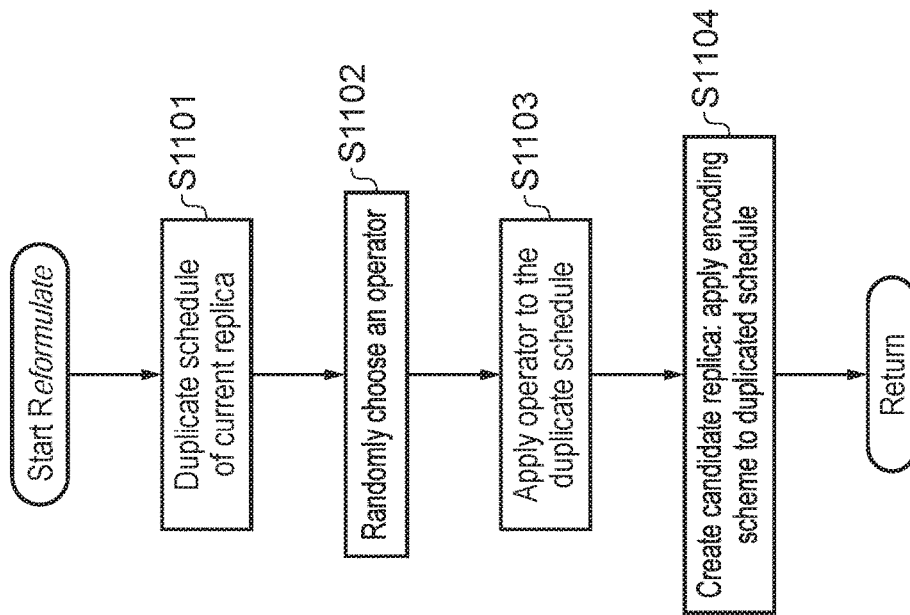 Start Reformulate
Duplicate schedule
of current replica
S1101
Randomly choose an operator
S1102
Apply operator to the
duplicate schedule
S1103
Create candidate replica: apply encoding
scheme to duplicated schedule
S1104
Return